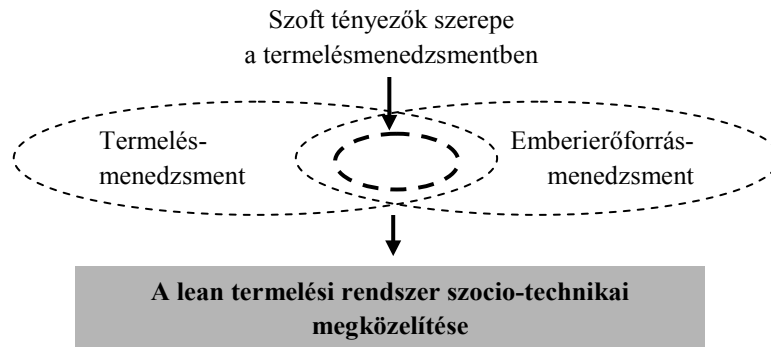 Szoft tényezők szerepe
a termelésmenedzsmentben
Termelés-
menedzsment
Emberierőforrás-
menedzsment
A lean termelési rendszer szocio-technikai
megközelítése